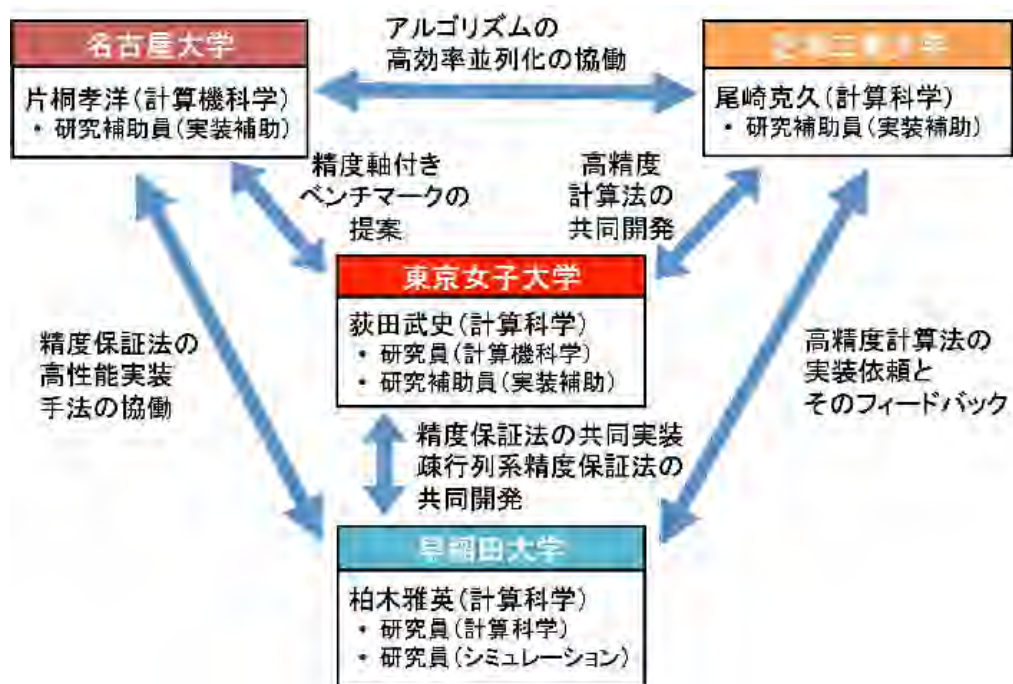 名古屋大学
片桐孝洋(計算機科学)
・研究補助員(実装補助)
アルゴリズムの
高効率並列化の協働
尾崎克久(計算科学)
・研究補助員(実装補助)
精度軸付き
ベンチマークの
提案
高精度
計算法の
共同開発
東京女子大学
荻田武史(計算科学)
・研究員(計算機科学)
・研究補助員(実装補助)
精度保証法の
高性能実装
手法の協働
高精度計算法の
実装依頼と
そのフィードバック
精度保証法の共同実装
疎行列系精度保証法の
共同開発
早稲田大学
柏木雅英(計算科学)
・研究員(計算科学)
・研究員(シミュレーション)